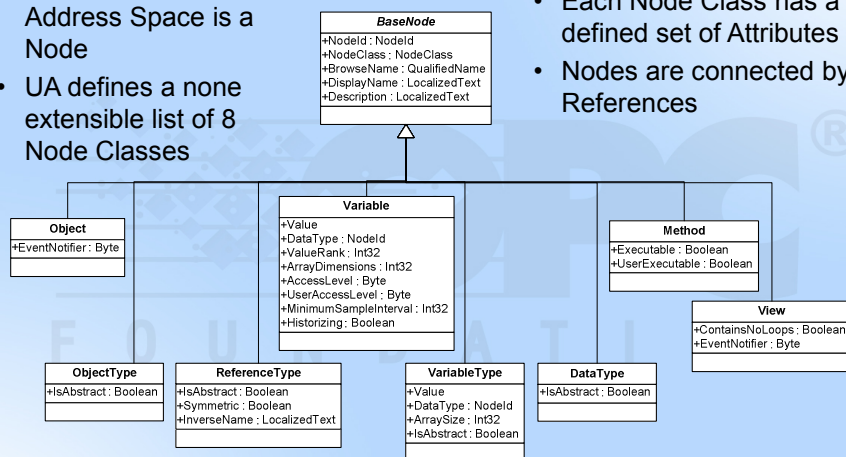 Address Space is a
Node
• UA defines a none
extensible list of 8
Node Classes
• Each Node Class has a
defined set of Attributes
• Nodes are connected by
References
BaseNode
+NodeId : NodeId
+NodeClass : NodeClass
+BrowseName : QualifiedName
+DisplayName : LocalizedText
+Description : LocalizedText
Object
+EventNotifier : Byte
Variable
+Value
+DataType : NodeId
+ValueRank : Int32
+ArrayDimensions : Int32
+AccessLevel : Byte
+UserAccessLevel : Byte
+MinimumSampleInterval : Int32
+Historizing : Boolean
Method
+Executable : Boolean
+UserExecutable : Boolean
View
+ContainsNoLoops : Boolean
+EventNotifier : Byte
ObjectType
+IsAbstract : Boolean
ReferenceType
+IsAbstract : Boolean
+Symmetric : Boolean
+InverseName : LocalizedText
VariableType
+Value
+DataType : NodeId
+ArraySize : Int32
+IsAbstract : Boolean
DataType
+IsAbstract : Boolean
OPC
®